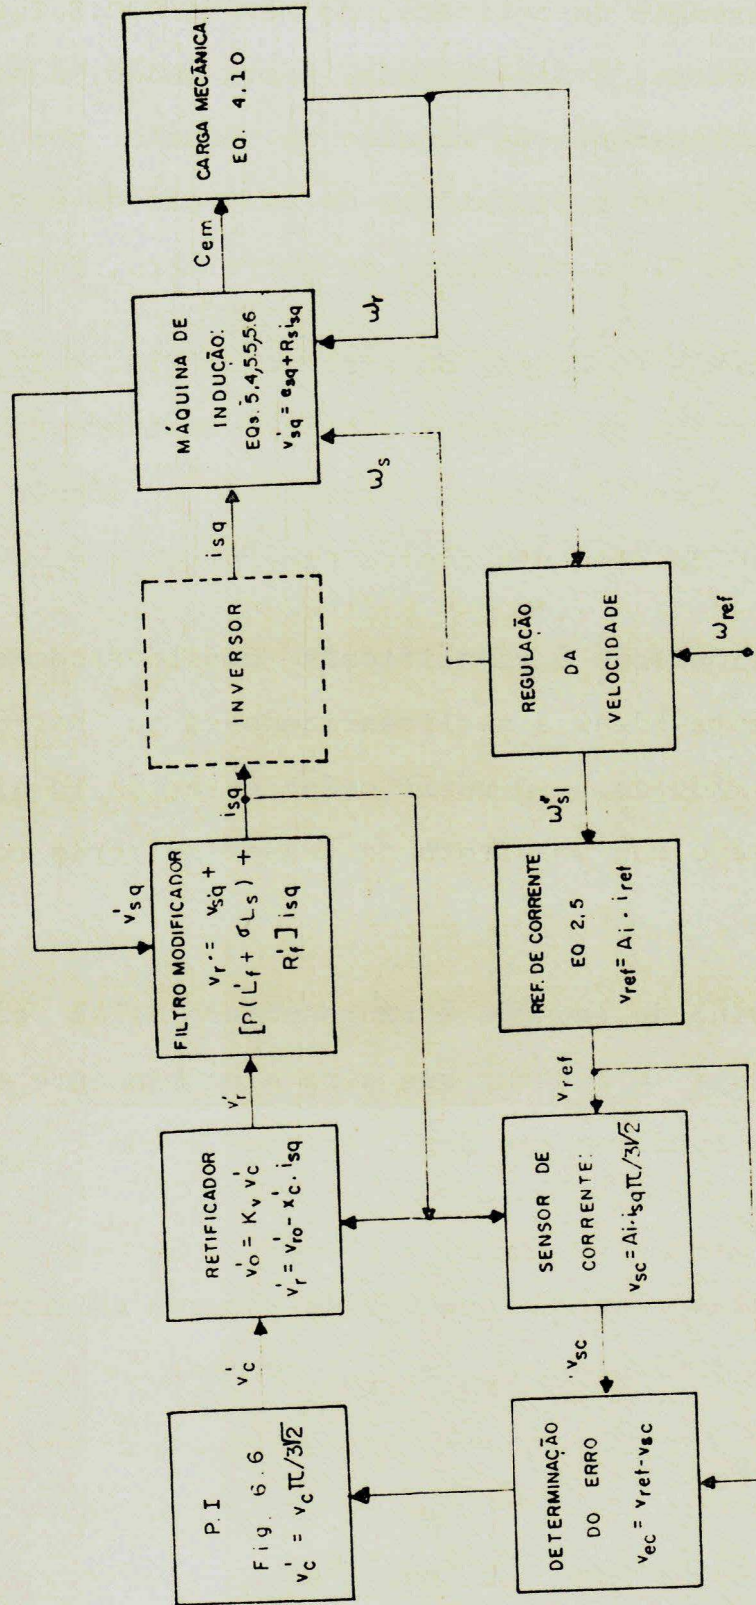 P.I
Fig. 6.6
v'c = vc π/3√2
v'c
RETIFICADOR
v'o = Kv v'c
v'r = v'ro - x'c · isq
v'r
FILTRO MODIFICADOR
v'r = v'sq +
[P(L'f + σLs) +
R'f] isq
v'sq
isq
INVERSOR
isq
MÁQUINA DE
INDUÇÃO:
EQs. 5.4,5.5,5.6
v'sq = esq + Rs isq
Cem
CARGA MECÂNICA
EQ. 4.10
ωs
ωr
DETERMINAÇÃO
DO ERRO
vec = vref - vsc
vsc
SENSOR DE
CORRENTE:
vsc = Ai · isq π/3√2
vref
REF. DE CORRENTE
EQ 2.5
vref = Ai · iref
ω*sl
REGULAÇÃO
DA
VELOCIDADE
ωref